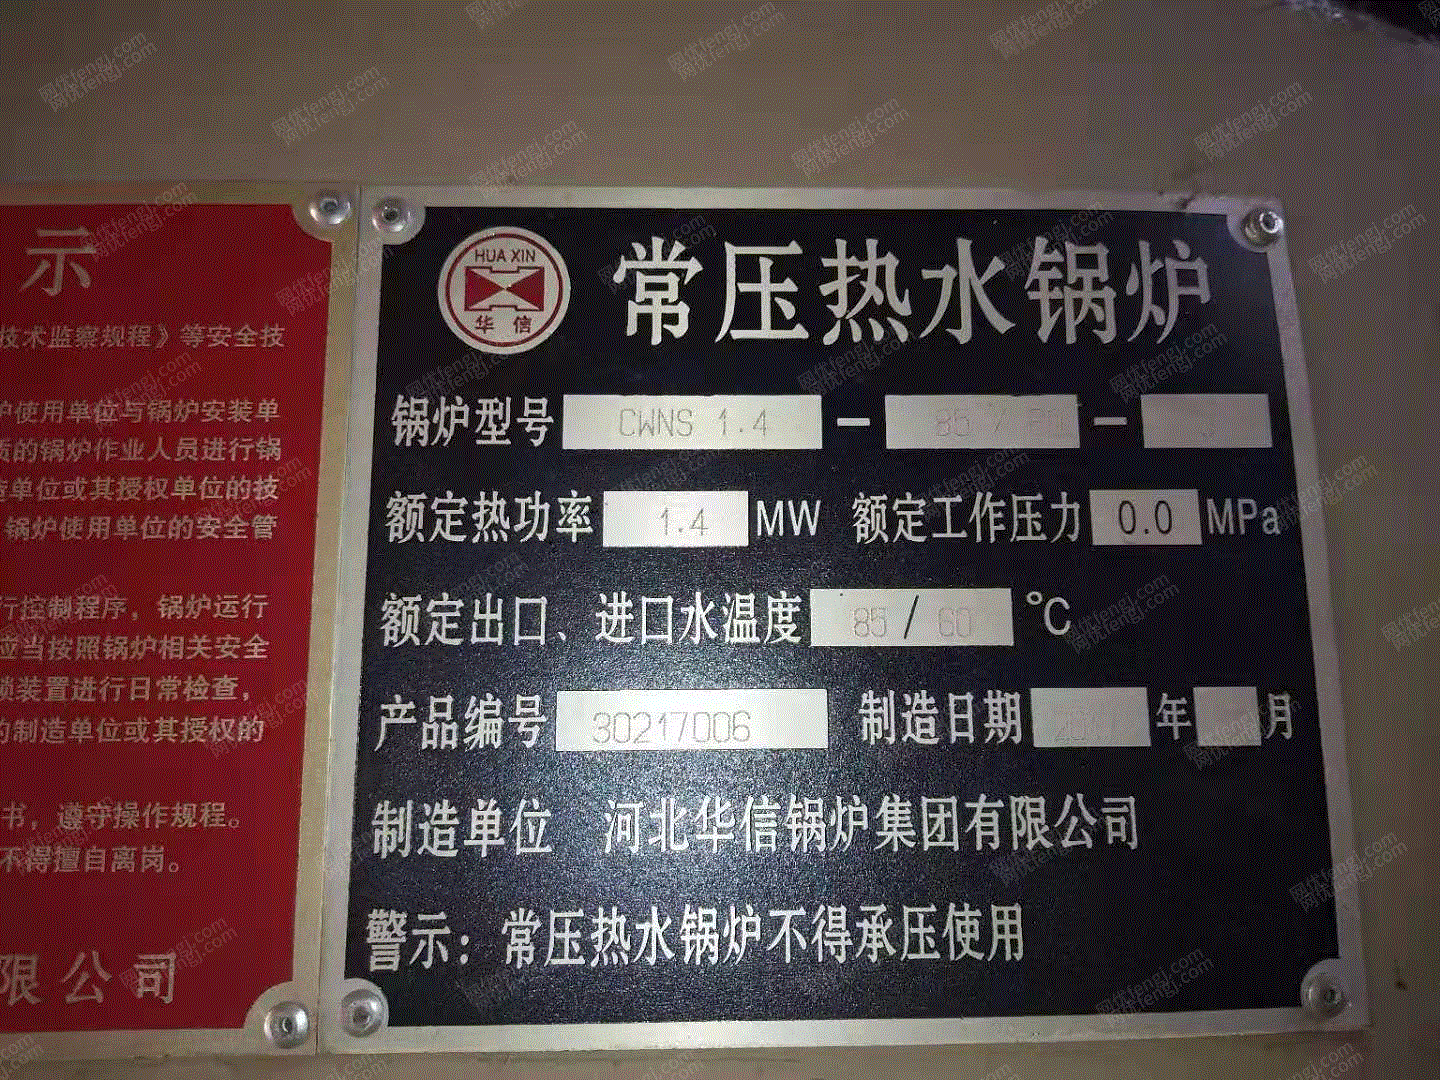 示
技术监察规程》等安全技
炉使用单位与锅炉安装单
质的锅炉作业人员进行锅
造单位或其授权单位的技
锅炉使用单位的安全管
行控制程序，锅炉运行
应当按照锅炉相关安全
锁装置进行日常检查，
的制造单位或其授权的
书，遵守操作规程。
不得擅自离岗。
限公司
HUA XIN
华信
常压热水锅炉
锅炉型号 CWNS 1.4 - 85 / -
额定热功率 1.4 MW 额定工作压力 0.0 MPa
额定出口、进口水温度 85 / 60 ℃
产品编号 30217006 制造日期 年 月
制造单位 河北华信锅炉集团有限公司
警示：常压热水锅炉不得承压使用
网优fengj.com